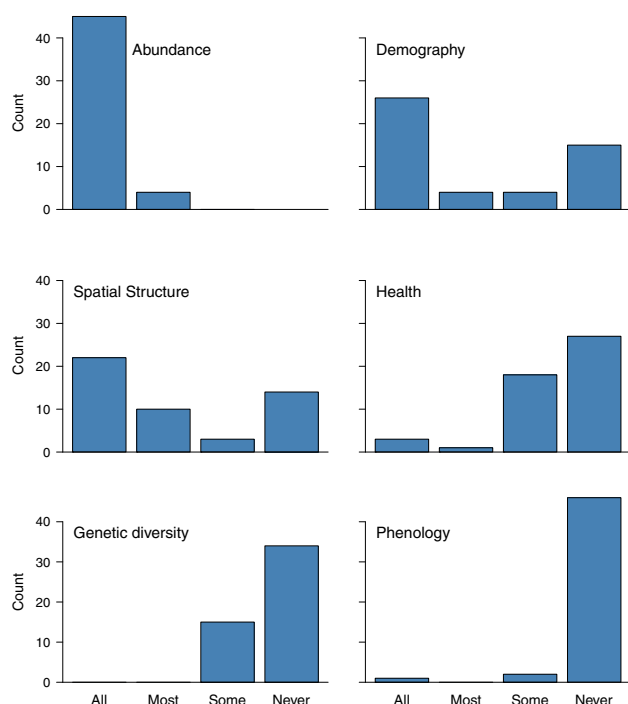 Abundance
Demography
Count
40
30
20
10
0
Spatial Structure
Health
Count
40
30
20
10
0
Genetic diversity
Phenology
Count
40
30
20
10
0
All Most Some Never
All Most Some Never